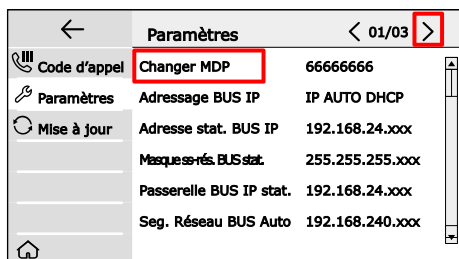 Paramètres 01/03
Code d'appel
Paramètres
Mise à jour
Changer MDP 66666666
Adressage BUS IP IP AUTO DHCP
Adresse stat. BUS IP 192.168.24.xxx
Masque ss-rés. BUS stat. 255.255.255.xxx
Passerelle BUS IP stat. 192.168.24.xxx
Seg. Réseau BUS Auto 192.168.240.xxx